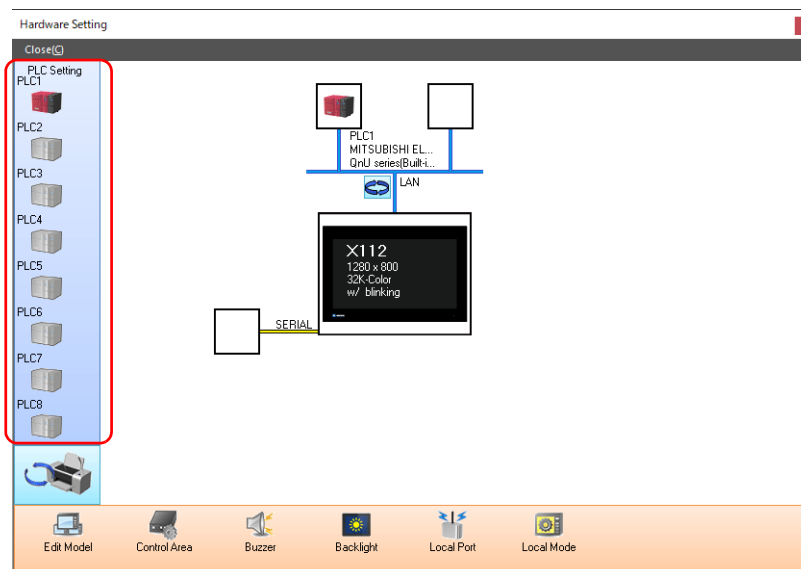 Hardware Setting
Close(C)
PLC Setting
PLC1
PLC2
PLC3
PLC4
PLC5
PLC6
PLC7
PLC8
PLC1
MITSUBISHI EL...
QnU series(Built-i...
LAN
X112
1280 x 800
32K-Color
w/ blinking
SERIAL
Edit Model
Control Area
Buzzer
Backlight
Local Port
Local Mode